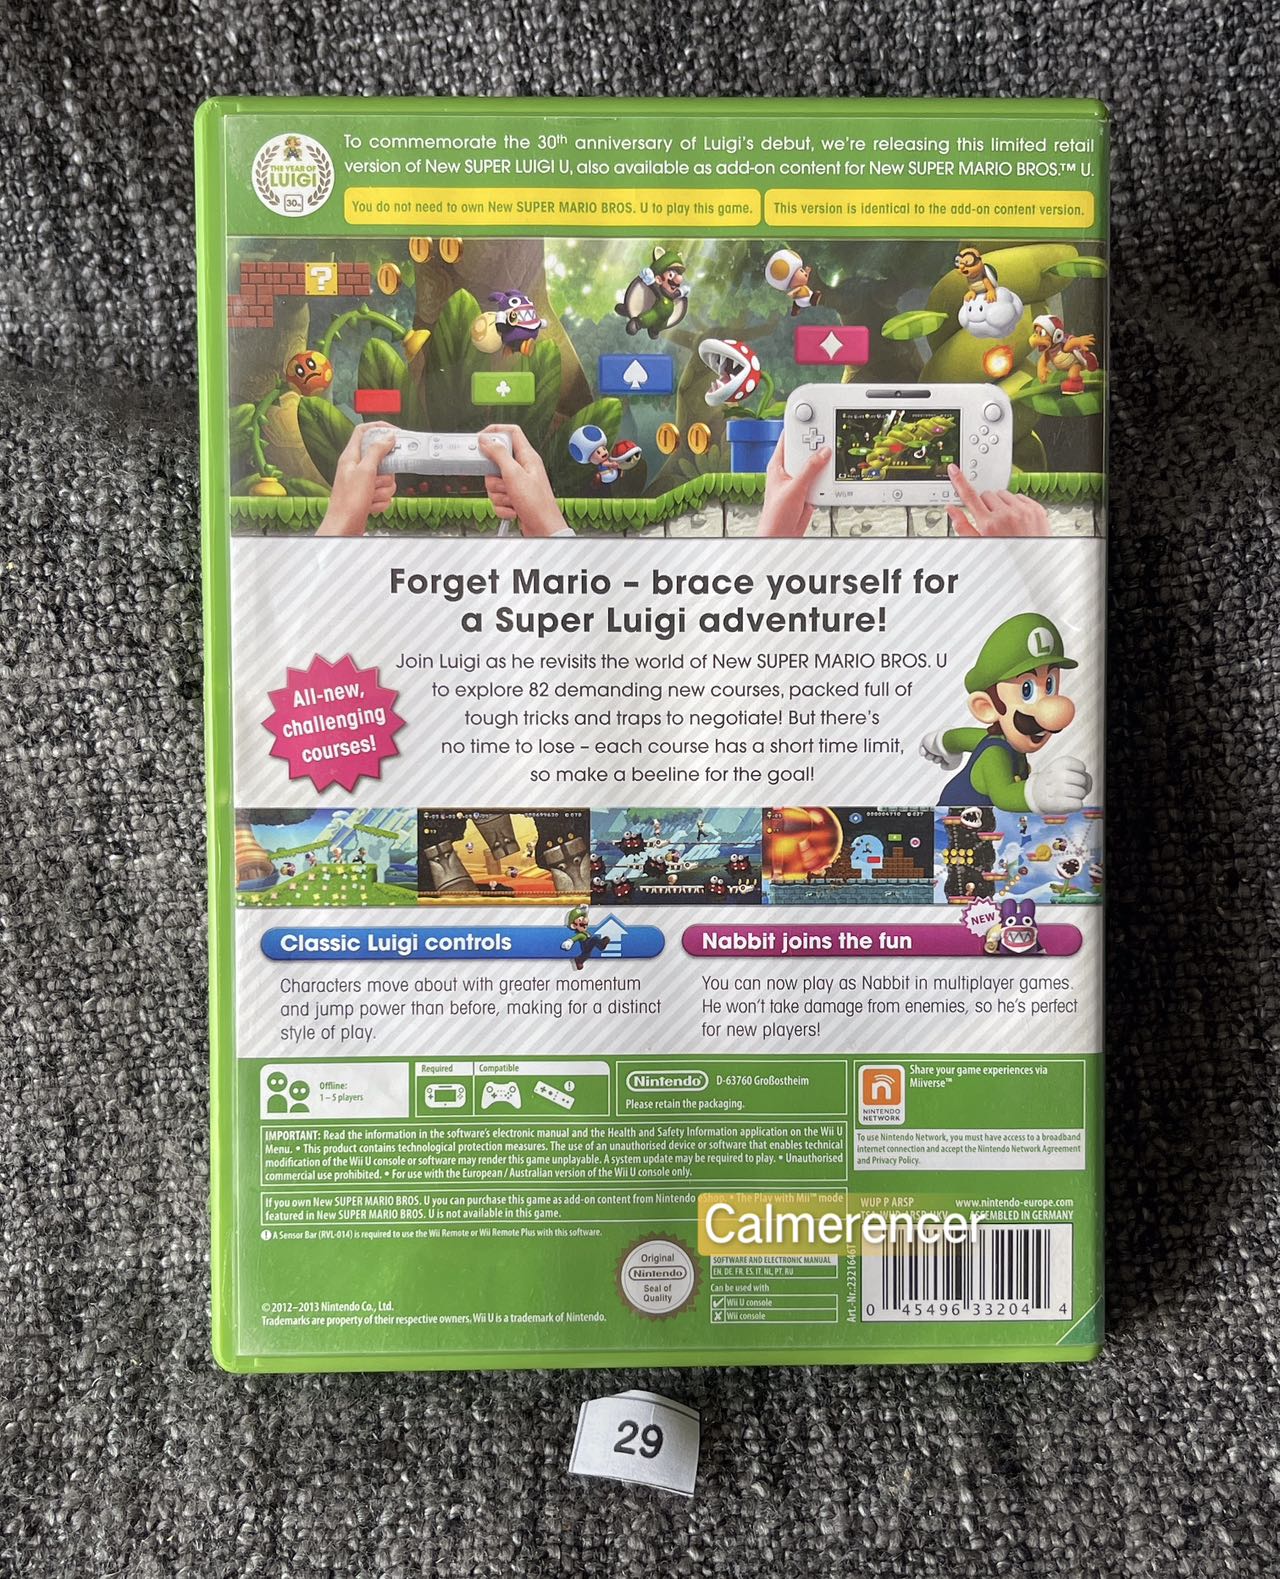 THE YEAR OF
LUIGI
30th
To commemorate the 30th anniversary of Luigi's debut, we're releasing this limited retail
version of New SUPER LUIGI U, also available as add-on content for New SUPER MARIO BROS.™ U.
You do not need to own New SUPER MARIO BROS. U to play this game.
This version is identical to the add-on content version.
?
Wii U
Forget Mario – brace yourself for
a Super Luigi adventure!
L
All-new,
challenging
courses!
Join Luigi as he revisits the world of New SUPER MARIO BROS. U
to explore 82 demanding new courses, packed full of
tough tricks and traps to negotiate! But there's
no time to lose – each course has a short time limit,
so make a beeline for the goal!
Classic Luigi controls
NEW
Nabbit joins the fun
Characters move about with greater momentum
and jump power than before, making for a distinct
style of play.
You can now play as Nabbit in multiplayer games.
He won't take damage from enemies, so he's perfect
for new players!
Offline:
1 – 5 players
Required
Compatible
Nintendo
D-63760 Großostheim
Please retain the packaging.
NINTENDO
NETWORK
Share your game experiences via
Miiverse™
To use Nintendo Network, you must have access to a broadband
internet connection and accept the Nintendo Network Agreement
and Privacy Policy.
IMPORTANT: Read the information in the software's electronic manual and the Health and Safety Information application on the Wii U
Menu. • This product contains technological protection measures. The use of an unauthorised device or software that enables technical
modification of the Wii U console or software may render this game unplayable. A system update may be required to play. • Unauthorised
commercial use prohibited. • For use with the European / Australian version of the Wii U console only.
If you own New SUPER MARIO BROS. U you can purchase this game as add-on content from Nintendo eShop. • The Play with Mii™ mode
featured in New SUPER MARIO BROS. U is not available in this game.
! A Sensor Bar (RVL-014) is required to use the Wii Remote or Wii Remote Plus with this software.
WUP P ARSP
www.nintendo-europe.com
ASSEMBLED IN GERMANY
Calmerencer
Original
Nintendo
Seal of
Quality
SOFTWARE AND ELECTRONIC MANUAL
EN, DE, FR, ES, IT, NL, PT, RU
Can be used with
Wii U console
Wii console
Art.-Nr.: 2321646T
0 45496 33204 4
© 2012–2013 Nintendo Co., Ltd.
Trademarks are property of their respective owners. Wii U is a trademark of Nintendo.
29